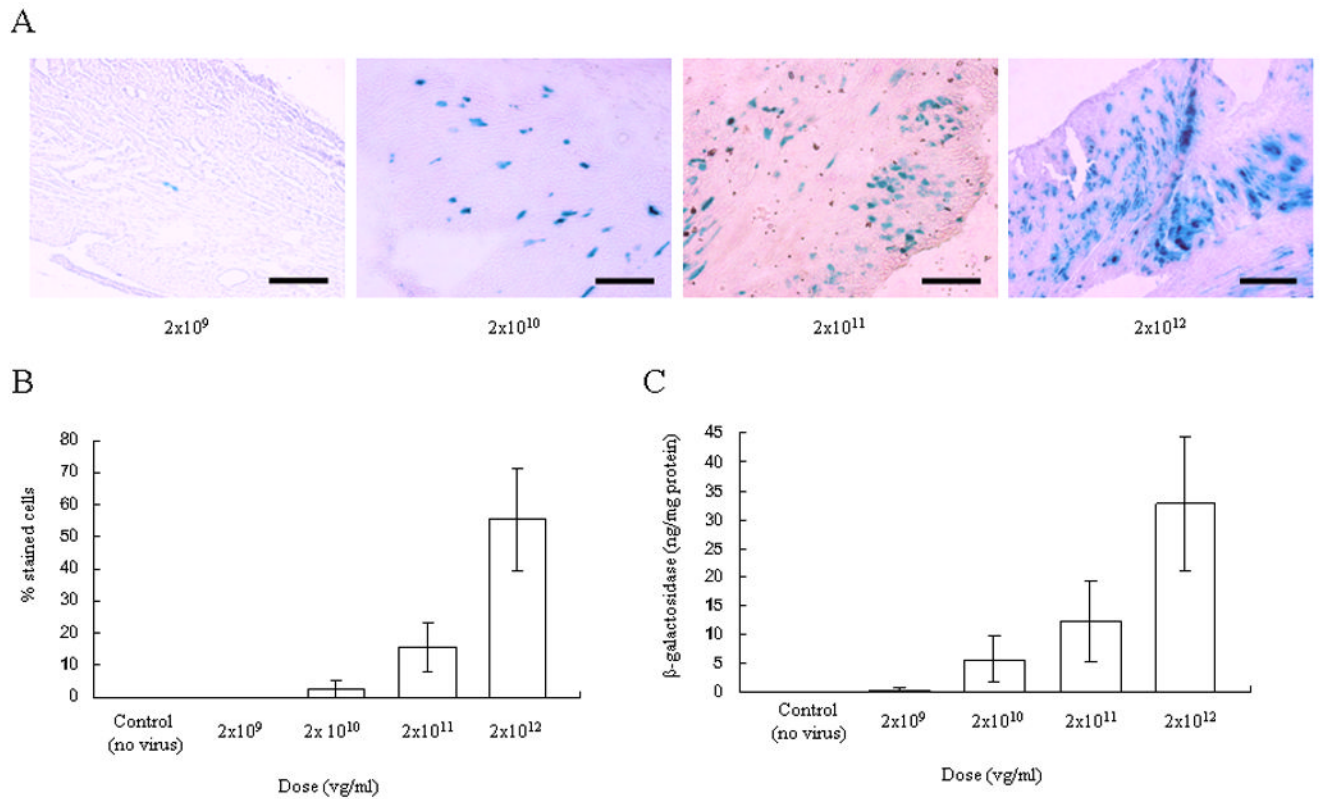 A
2x10⁹ 2x10¹⁰ 2x10¹¹ 2x10¹²
B
80
70
60
50
40
30
20
10
0
% stained cells
Control (no virus) 2x10⁹ 2x 10¹⁰ 2x10¹¹ 2x10¹²
Dose (vg/ml)
C
45
40
35
30
25
20
15
10
5
0
β-galactosidase (ng/mg protein)
Control (no virus) 2x10⁹ 2x10¹⁰ 2x10¹¹ 2x10¹²
Dose (vg/ml)